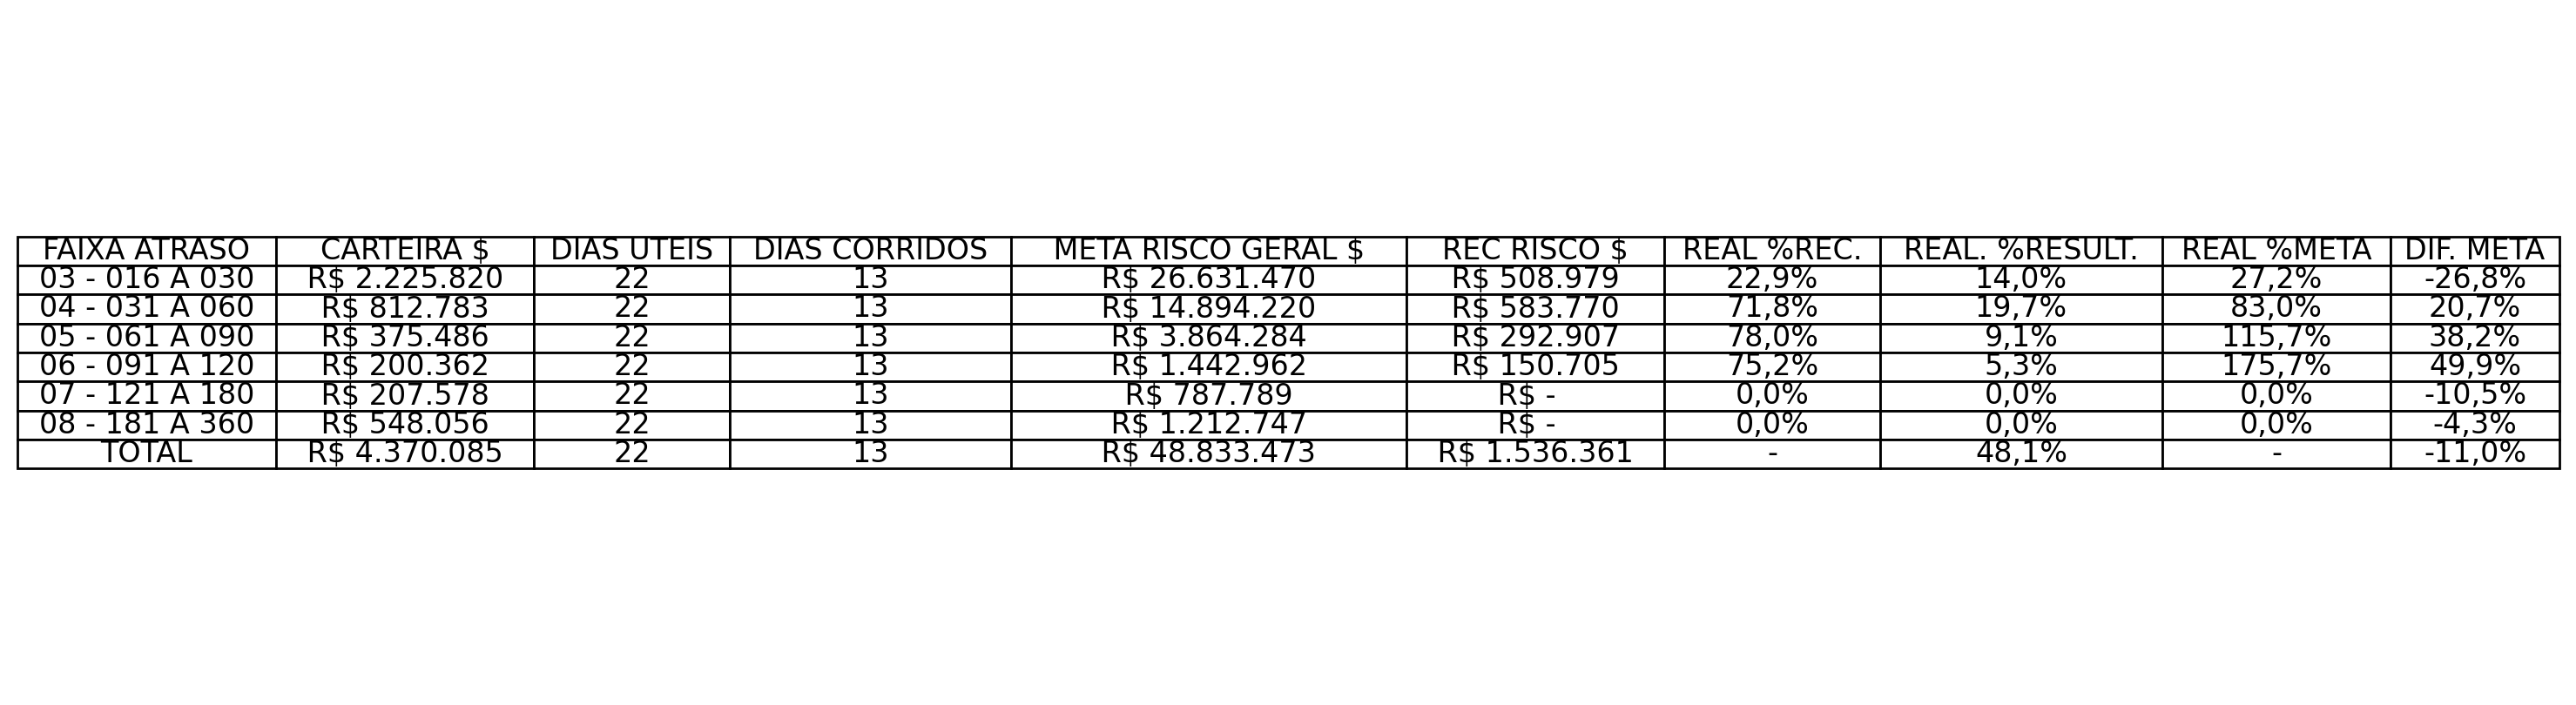 FAIXA ATRASO CARTEIRA $ DIAS UTEIS DIAS CORRIDOS META RISCO GERAL $ REC RISCO $ REAL %REC. REAL. %RESULT. REAL %META DIF. META
03 - 016 A 030 R$ 2.225.820 22 13 R$ 26.631.470 R$ 508.979 22,9% 14,0% 27,2% -26,8%
04 - 031 A 060 R$ 812.783 22 13 R$ 14.894.220 R$ 583.770 71,8% 19,7% 83,0% 20,7%
05 - 061 A 090 R$ 375.486 22 13 R$ 3.864.284 R$ 292.907 78,0% 9,1% 115,7% 38,2%
06 - 091 A 120 R$ 200.362 22 13 R$ 1.442.962 R$ 150.705 75,2% 5,3% 175,7% 49,9%
07 - 121 A 180 R$ 207.578 22 13 R$ 787.789 R$ - 0,0% 0,0% 0,0% -10,5%
08 - 181 A 360 R$ 548.056 22 13 R$ 1.212.747 R$ - 0,0% 0,0% 0,0% -4,3%
TOTAL R$ 4.370.085 22 13 R$ 48.833.473 R$ 1.536.361 - 48,1% - -11,0%